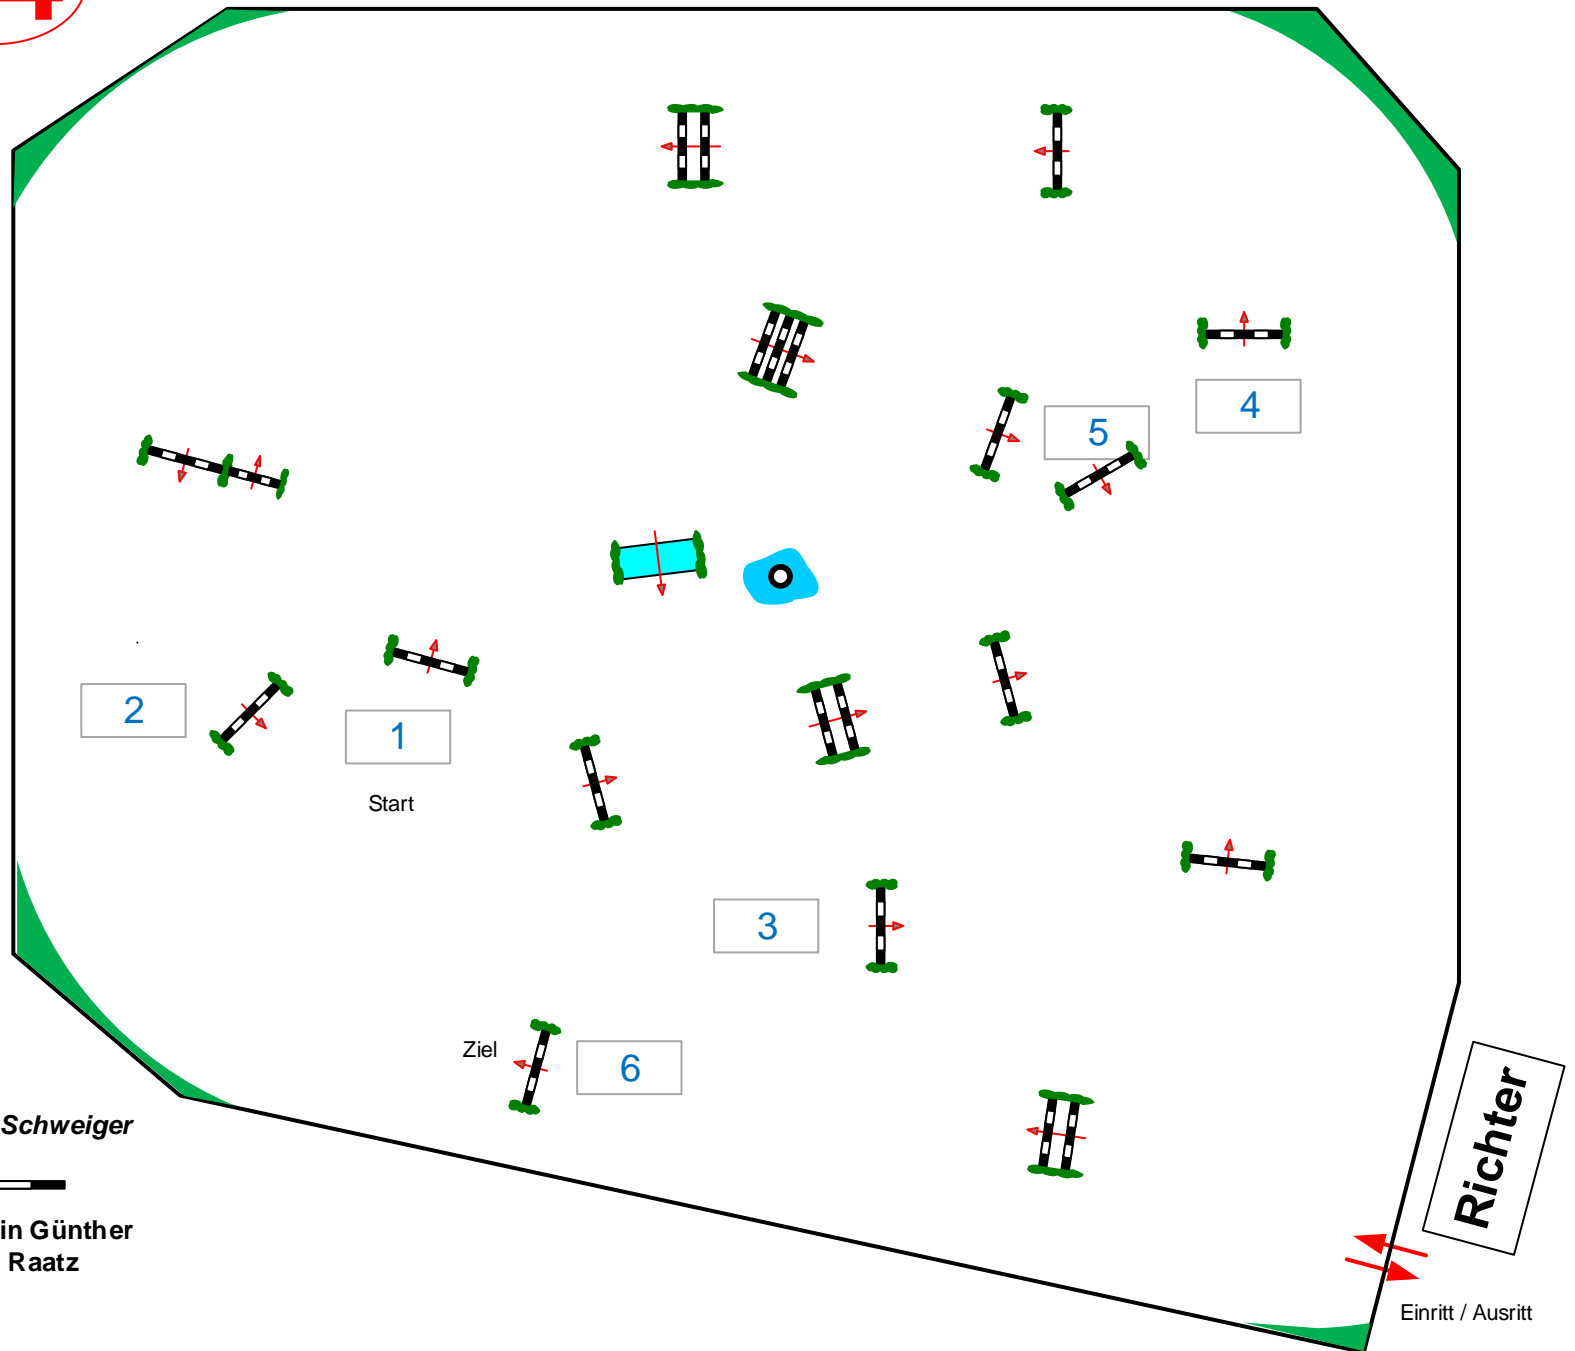 4
5
2
1
Start
3
Ziel
6
Schweiger
in Günther
Raatz
Richter
Einritt / Ausritt